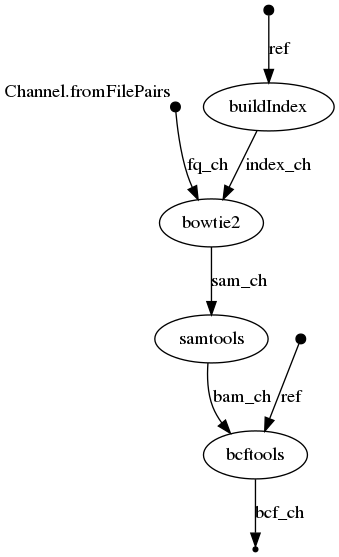 ref
Channel.fromFilePairs
buildIndex
fq_ch
index_ch
bowtie2
sam_ch
samtools
bam_ch
ref
bcftools
bcf_ch